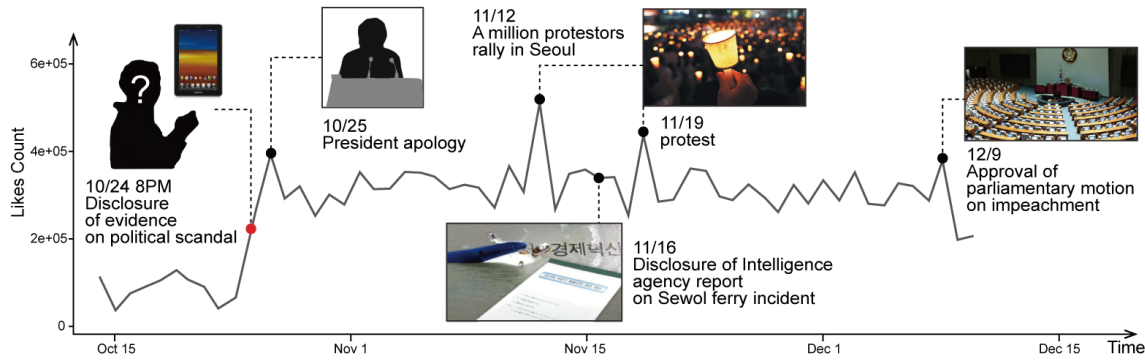 11/12
A million protestors
rally in Seoul
6e+05
?
10/25
President apology
11/19
protest
4e+05
12/9
Approval of
parliamentary motion
on impeachment
Likes Count
10/24 8PM
Disclosure
of evidence
on political scandal
2e+05
경제혁신
11/16
Disclosure of Intelligence
agency report
on Sewol ferry incident
0
Oct 15
Nov 1
Nov 15
Dec 1
Dec 15
Time